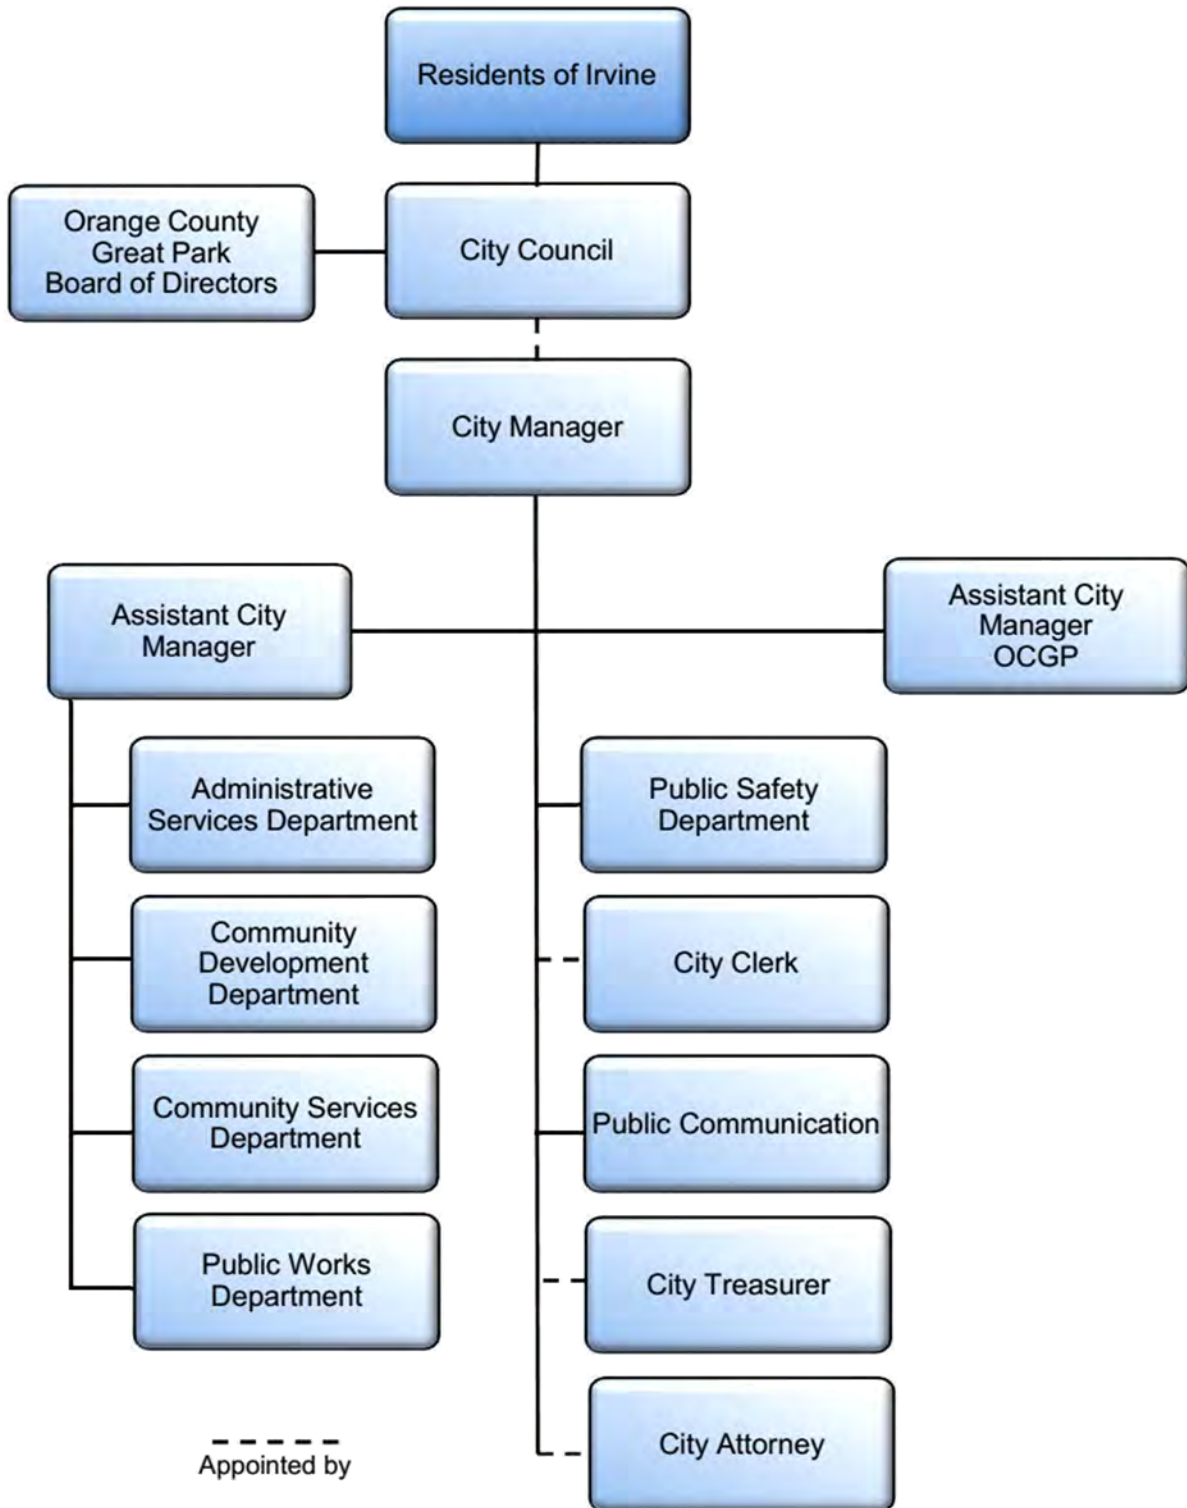 Residents of Irvine
Orange County
Great Park
Board of Directors
City Council
City Manager
Assistant City
Manager
Assistant City
Manager
OCGP
Administrative
Services Department
Public Safety
Department
Community
Development
Department
City Clerk
Community Services
Department
Public Communication
Public Works
Department
City Treasurer
City Attorney
Appointed by